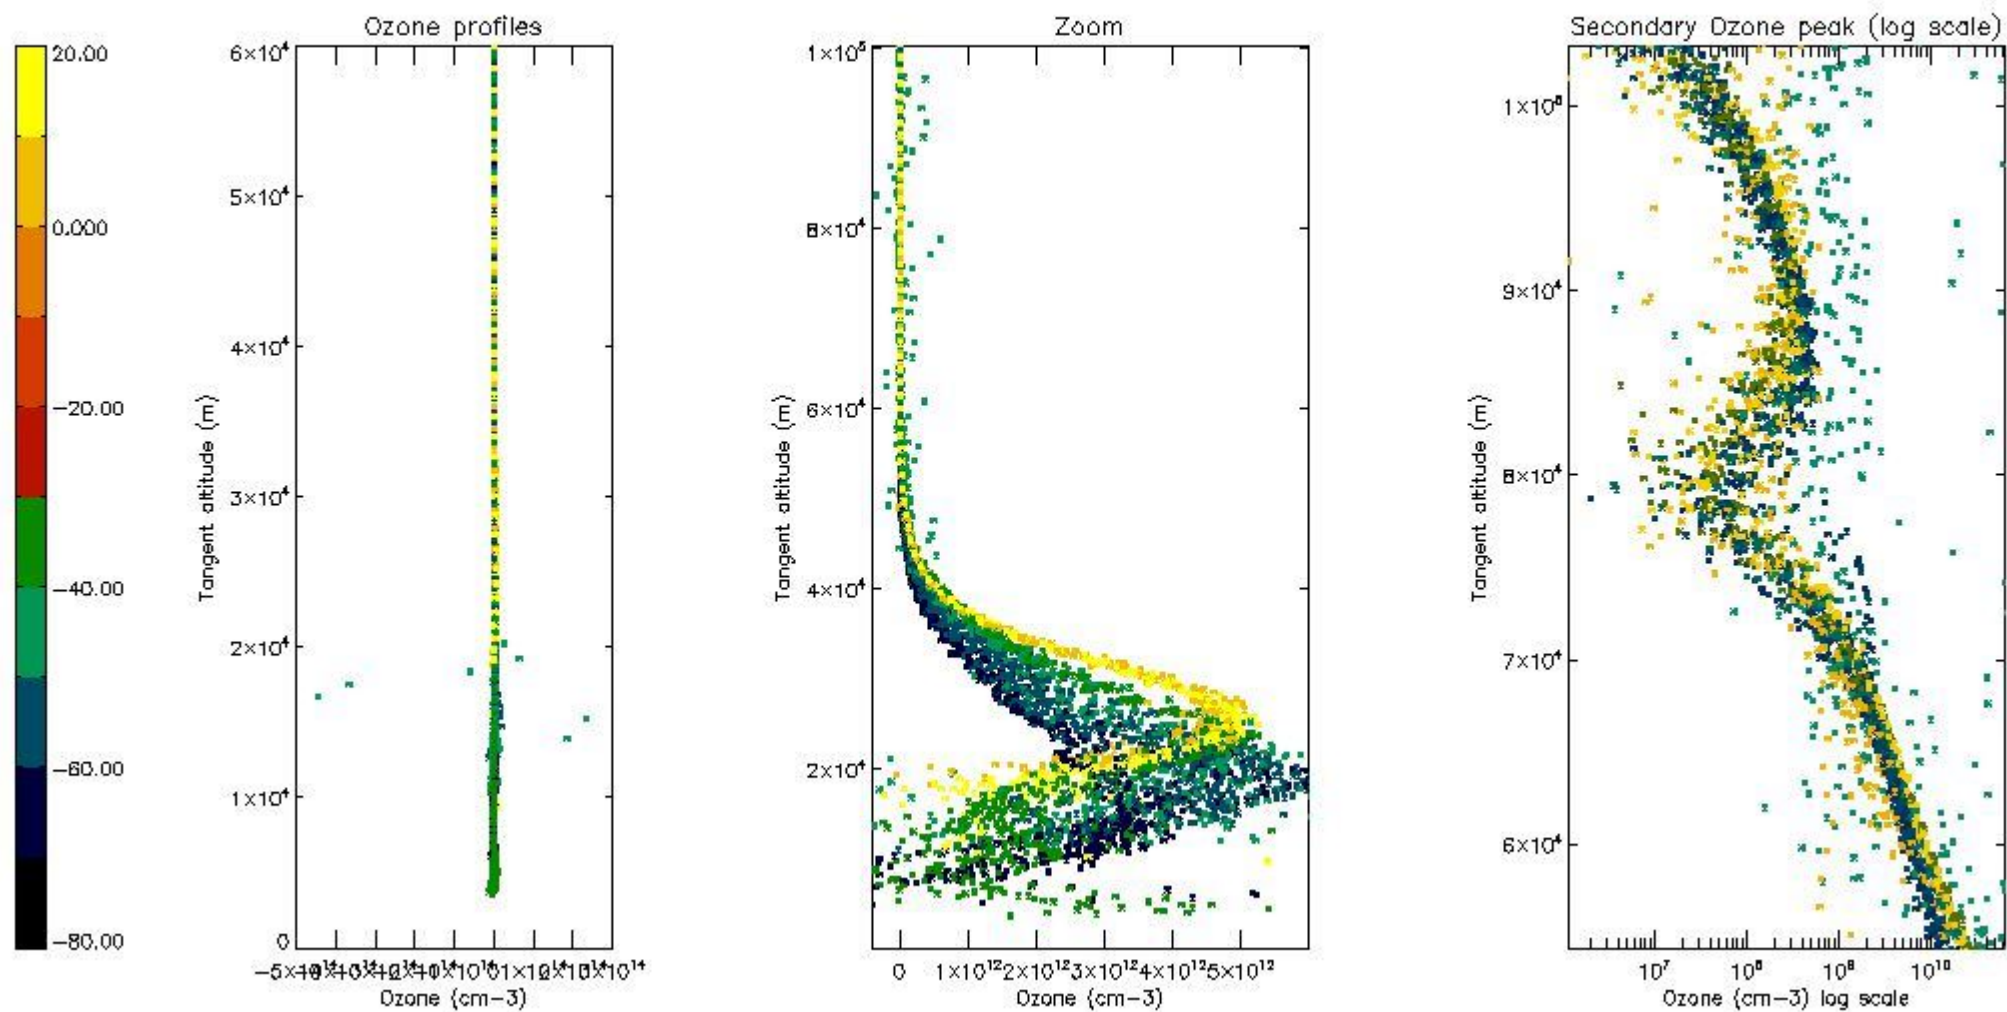 Ozone profiles
Zoom
Secondary Ozone peak (log scale)
20.00
0.000
−20.00
−40.00
−60.00
−80.00
6×10⁴
5×10⁴
4×10⁴
3×10⁴
2×10⁴
1×10⁴
0
Tangent altitude (m)
Ozone (cm−3)
1×10⁵
8×10⁴
6×10⁴
4×10⁴
2×10⁴
Tangent altitude (m)
0 1×10¹² 2×10¹² 3×10¹² 4×10¹² 5×10¹²
Ozone (cm−3)
1×10⁵
9×10⁴
8×10⁴
7×10⁴
6×10⁴
Tangent altitude (m)
10⁷ 10⁸ 10⁹ 10¹⁰
Ozone (cm−3) log scale